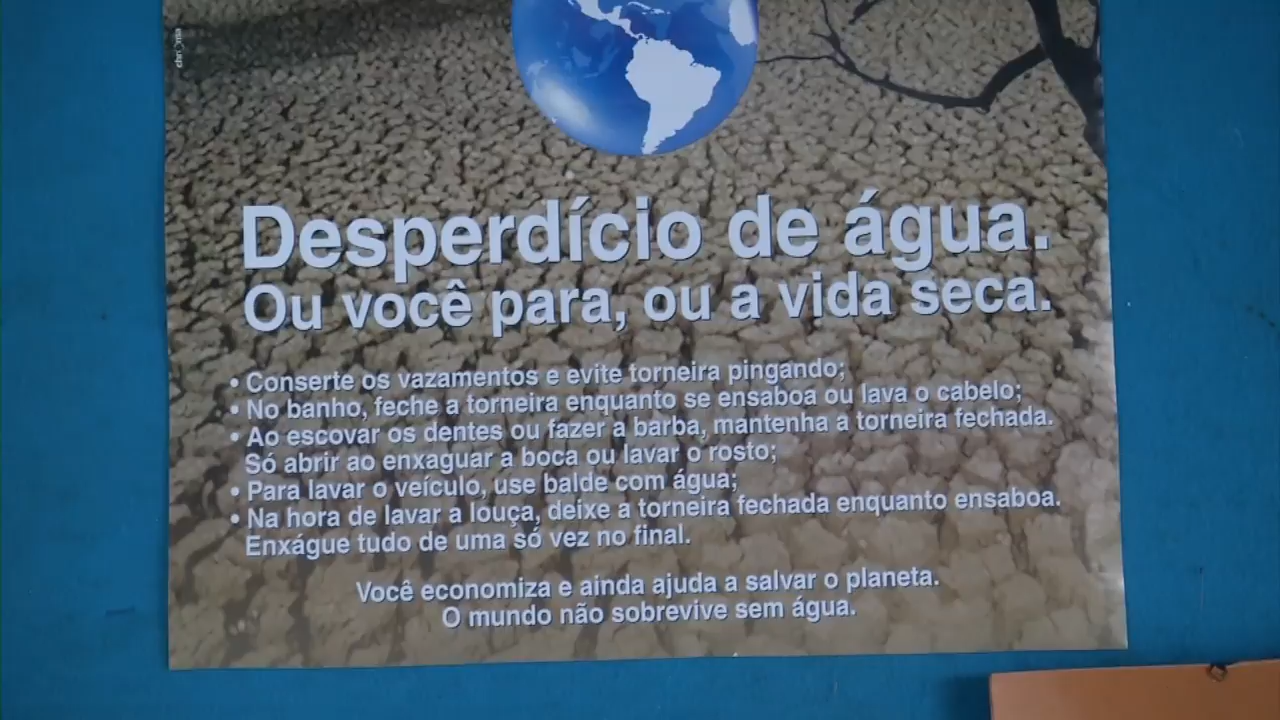 Desperdício de água.
Ou você para, ou a vida seca.
• Conserte os vazamentos e evite torneira pingando;
• No banho, feche a torneira enquanto se ensaboa ou lava o cabelo;
• Ao escovar os dentes ou fazer a barba, mantenha a torneira fechada.
Só abrir ao enxaguar a boca ou lavar o rosto;
• Para lavar o veículo, use balde com água;
• Na hora de lavar a louça, deixe a torneira fechada enquanto ensaboa.
Enxágue tudo de uma só vez no final.
Você economiza e ainda ajuda a salvar o planeta.
O mundo não sobrevive sem água.